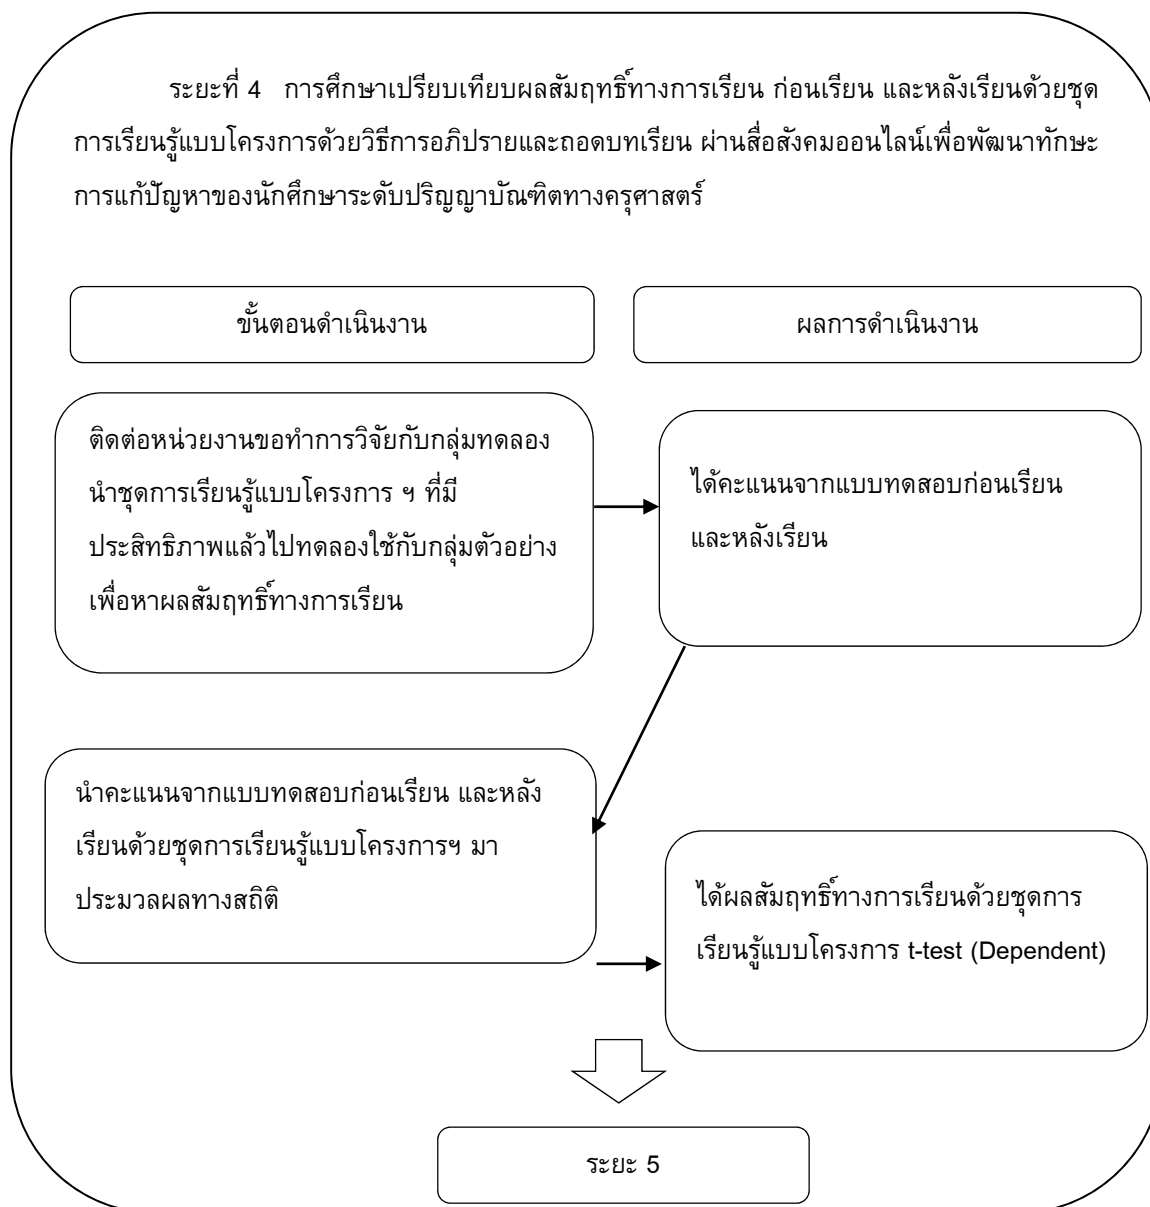 ระยะที่ 4 การศึกษาเปรียบเทียบผลสัมฤทธิ์ทางการเรียน ก่อนเรียน และหลังเรียนด้วยชุด
การเรียนรู้แบบโครงการด้วยวิธีการอภิปรายและถอดบทเรียน ผ่านสื่อสังคมออนไลน์เพื่อพัฒนาทักษะ
การแก้ปัญหาของนักศึกษาระดับปริญญาบัณฑิตทางครุศาสตร์
ขั้นตอนดำเนินงาน
ผลการดำเนินงาน
ติดต่อหน่วยงานขอทำการวิจัยกับกลุ่มทดลอง
นำชุดการเรียนรู้แบบโครงการ ฯ ที่มี
ประสิทธิภาพแล้วไปทดลองใช้กับกลุ่มตัวอย่าง
เพื่อหาผลสัมฤทธิ์ทางการเรียน
ได้คะแนนจากแบบทดสอบก่อนเรียน
และหลังเรียน
นำคะแนนจากแบบทดสอบก่อนเรียน และหลัง
เรียนด้วยชุดการเรียนรู้แบบโครงการฯ มา
ประมวลผลทางสถิติ
ได้ผลสัมฤทธิ์ทางการเรียนด้วยชุดการ
เรียนรู้แบบโครงการ t-test (Dependent)
ระยะ 5